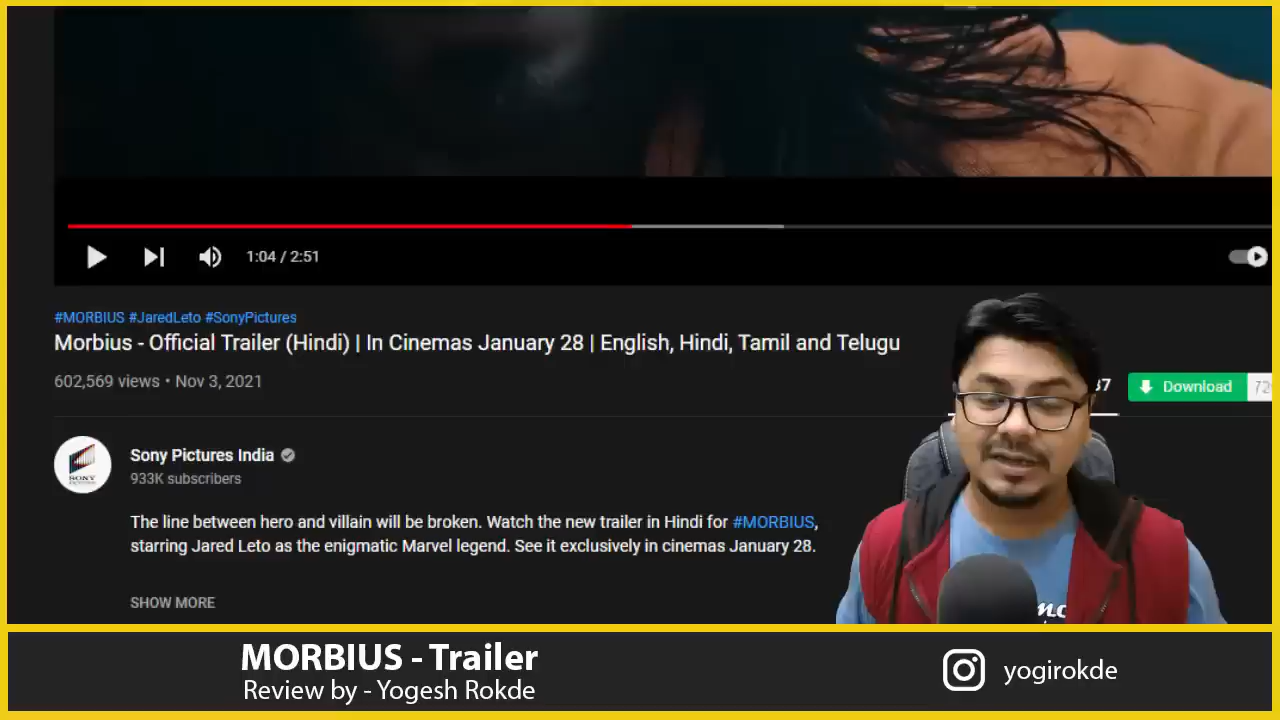 1:04 / 2:51
#MORBIUS #JaredLeto #SonyPictures
Morbius - Official Trailer (Hindi) | In Cinemas January 28 | English, Hindi, Tamil and Telugu
602,569 views • Nov 3, 2021
Download
Sony Pictures India
933K subscribers
SONY
The line between hero and villain will be broken. Watch the new trailer in Hindi for #MORBIUS,
starring Jared Leto as the enigmatic Marvel legend. See it exclusively in cinemas January 28.
SHOW MORE
MORBIUS - Trailer
Review by - Yogesh Rokde
yogirokde